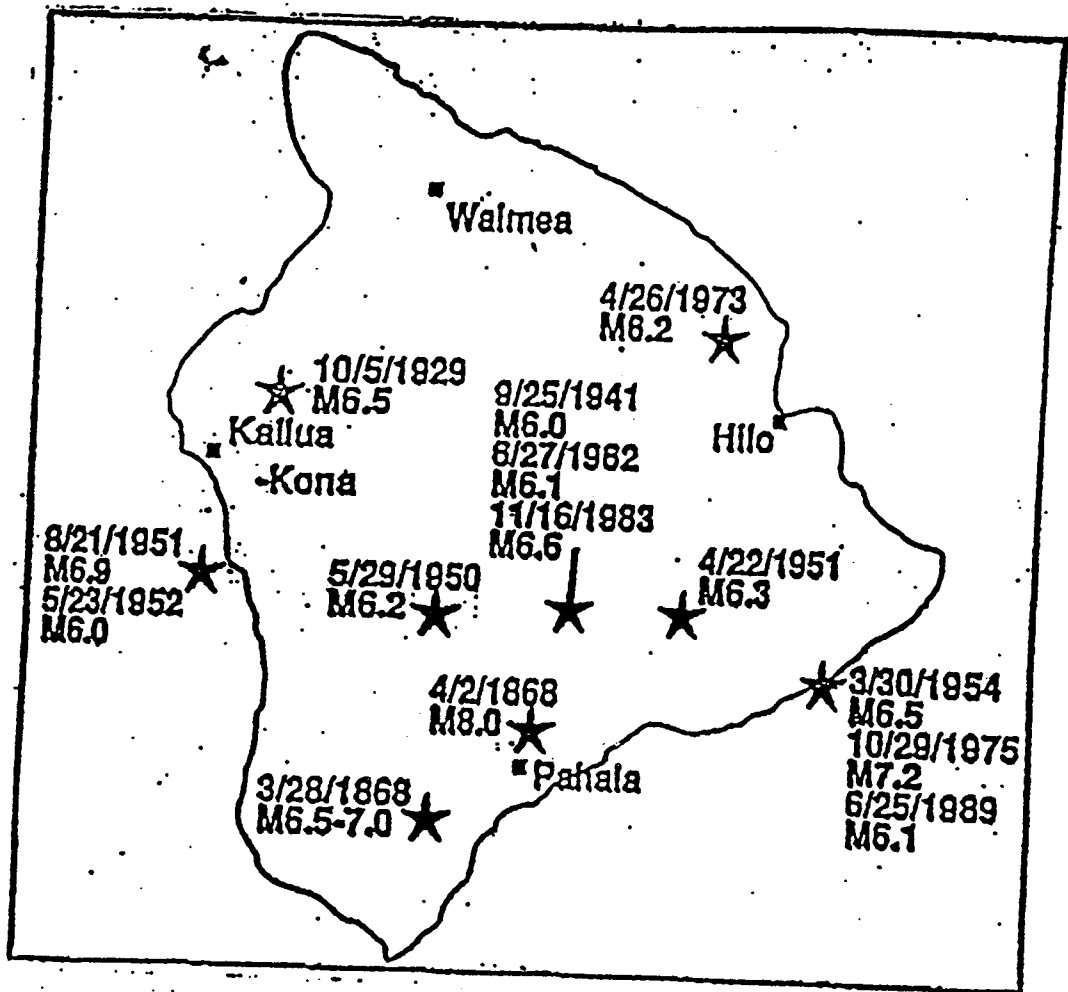 Waimea
4/26/1973
M6.2
10/5/1929
M6.5
9/25/1941
M6.0
6/27/1962
M6.1
11/16/1983
M6.6
Kailua
-Kona
Hilo
8/21/1951
M6.9
5/23/1952
M6.0
5/29/1950
M6.2
4/22/1951
M6.3
4/2/1868
M8.0
3/30/1954
M6.5
10/29/1975
M7.2
6/25/1989
M6.1
Pahala
3/28/1868
M6.5-7.0